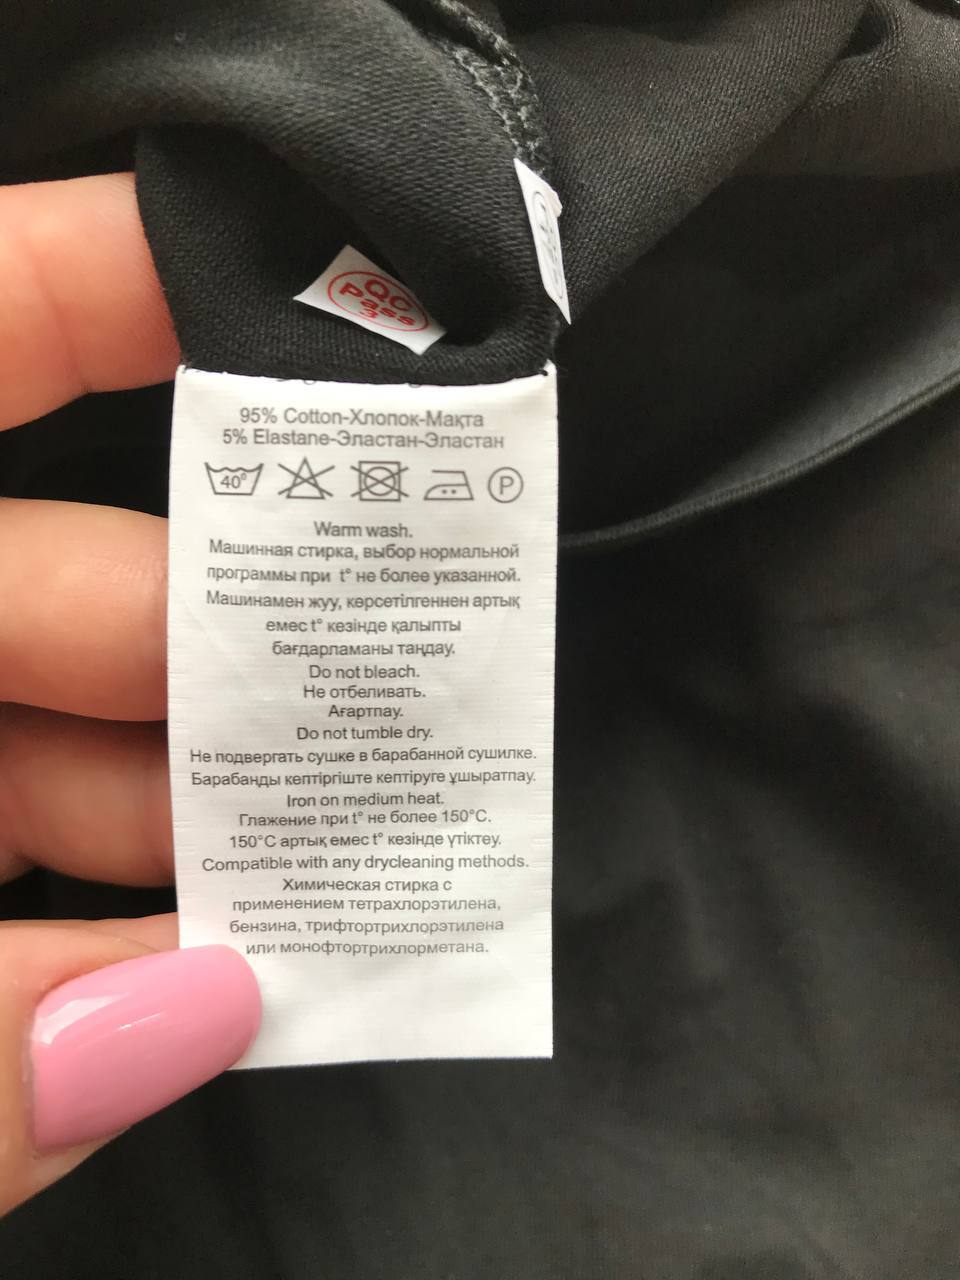 QC
Pass
3
95% Cotton-Хлопок-Мақта
5% Elastane-Эластан-Эластан
40°
P
Warm wash.
Машинная стирка, выбор нормальной
программы при t° не более указанной.
Машинамен жуу, көрсетілгеннен артық
емес t° кезінде қалыпты
бағдарламаны таңдау.
Do not bleach.
Не отбеливать.
Ағартпау.
Do not tumble dry.
Не подвергать сушке в барабанной сушилке.
Барабанды кептіргіште кептіруге ұшыратпау.
Iron on medium heat.
Глажение при t° не более 150°C.
150°C артық емес t° кезінде үтіктеу.
Compatible with any drycleaning methods.
Химическая стирка с
применением тетрахлорэтилена,
бензина, трифтортрихлорэтилена
или монофтортрихлорметана.